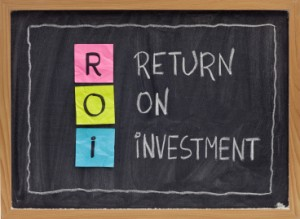 R RETURN
O ON
i iNVESTMENT